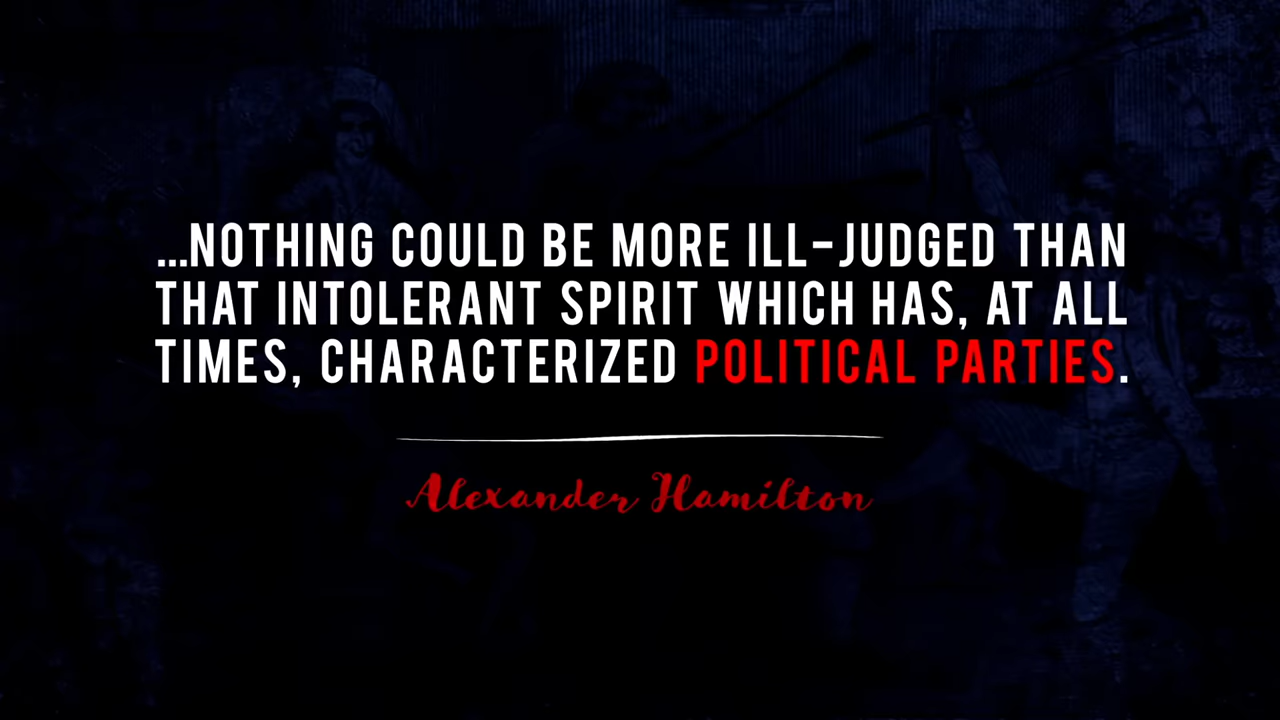 ...NOTHING COULD BE MORE ILL-JUDGED THAN
THAT INTOLERANT SPIRIT WHICH HAS, AT ALL
TIMES, CHARACTERIZED POLITICAL PARTIES.
Alexander Hamilton